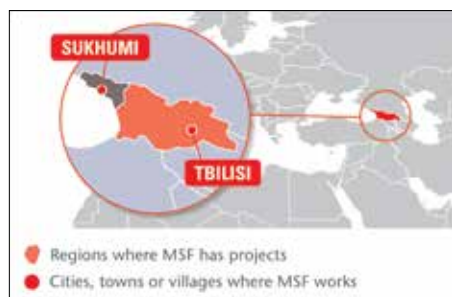 SUKHUMI
TBILISI
Regions where MSF has projects
Cities, towns or villages where MSF works